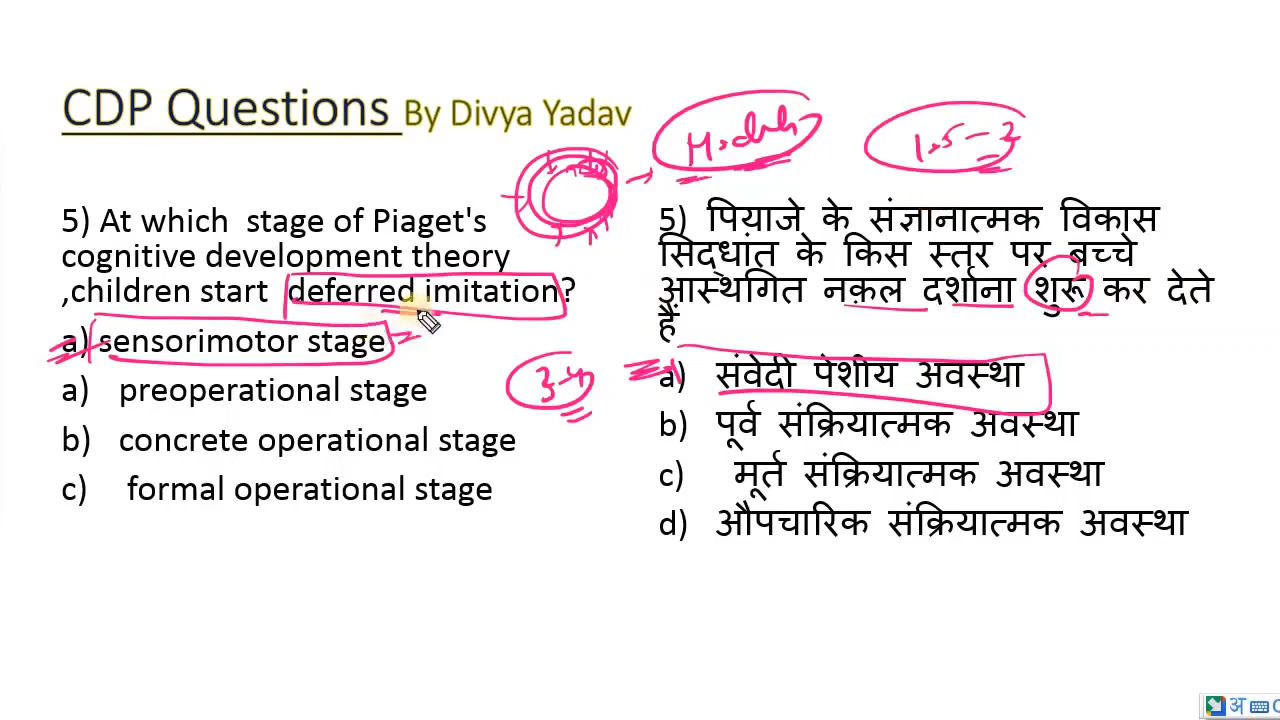 CDP Questions By Divya Yadav
1.5-2
5) At which stage of Piaget's
cognitive development theory
,children start deferred imitation?
a) sensorimotor stage
a) preoperational stage
b) concrete operational stage
c) formal operational stage
3-4
5) पियाजे के संज्ञानात्मक विकास
सिद्धांत के किस स्तर पर बच्चे
आस्थगित नक़ल दर्शाना शुरू कर देते
हैं
a) संवेदी पेशीय अवस्था
b) पूर्व संक्रियात्मक अवस्था
c) मूर्त संक्रियात्मक अवस्था
d) औपचारिक संक्रियात्मक अवस्था
अ